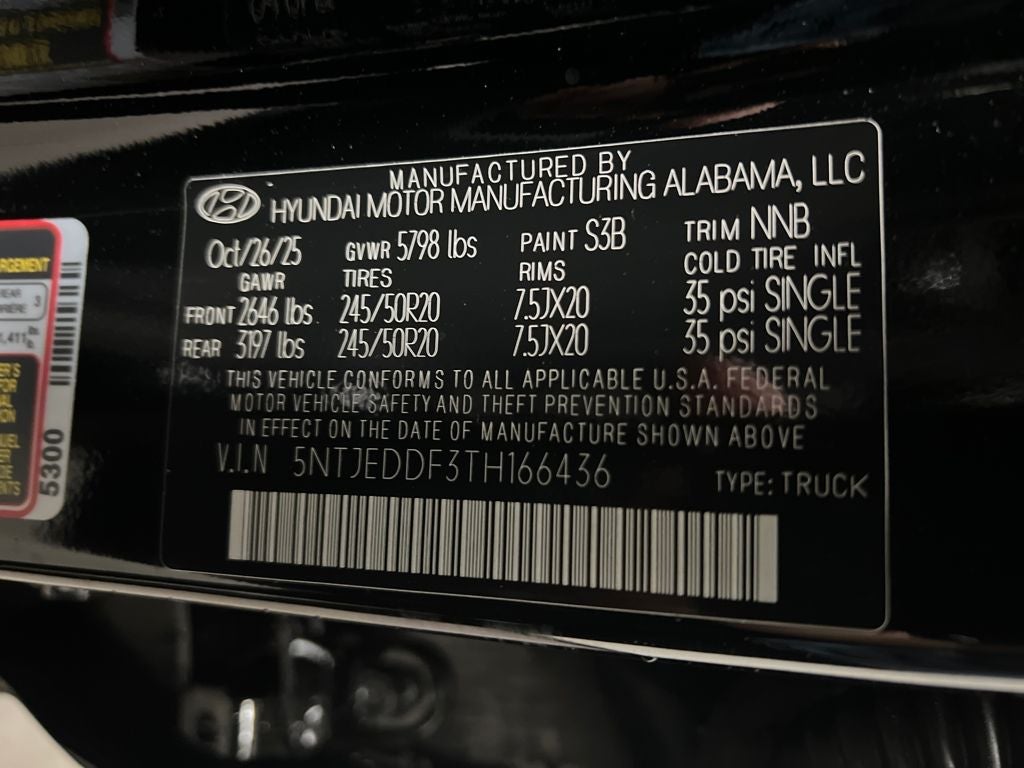 MANUFACTURED BY
HYUNDAI MOTOR MANUFACTURING ALABAMA, LLC
Oct/26/25 GVWR 5798 lbs PAINT S3B TRIM NNB
GAWR TIRES RIMS COLD TIRE INFL
FRONT 2646 lbs 245/50R20 7.5JX20 35 psi SINGLE
REAR 3197 lbs 245/50R20 7.5JX20 35 psi SINGLE
THIS VEHICLE CONFORMS TO ALL APPLICABLE U.S.A. FEDERAL
MOTOR VEHICLE SAFETY AND THEFT PREVENTION STANDARDS
IN EFFECT ON THE DATE OF MANUFACTURE SHOWN ABOVE
V.I.N 5NTJEDDF3TH166436 TYPE: TRUCK
REAR
3
5300